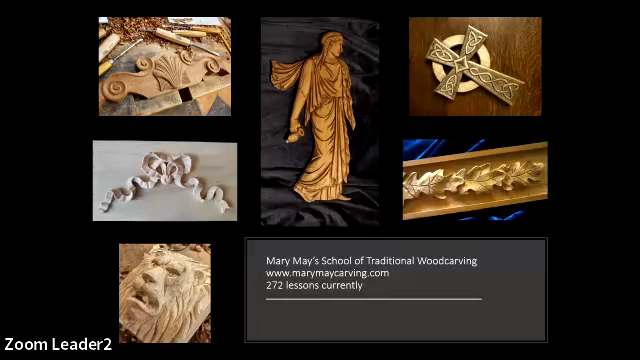 Mary May's School of Traditional Woodcarving
www.marymaycarving.com
272 lessons currently
Zoom Leader2